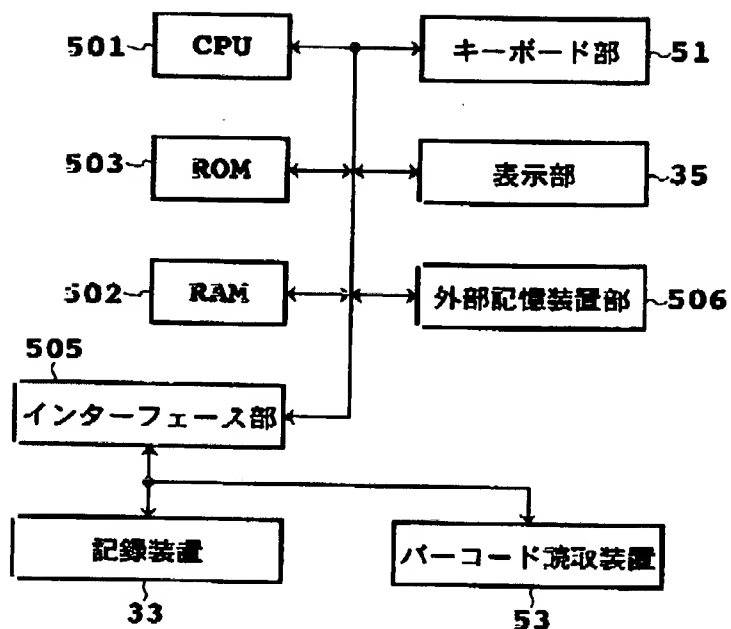 501 CPU キーボード部 51
503 ROM 表示部 35
502 RAM 外部記憶装置部 506
505
インターフェース部
記録装置 バーコード読取装置
33 53